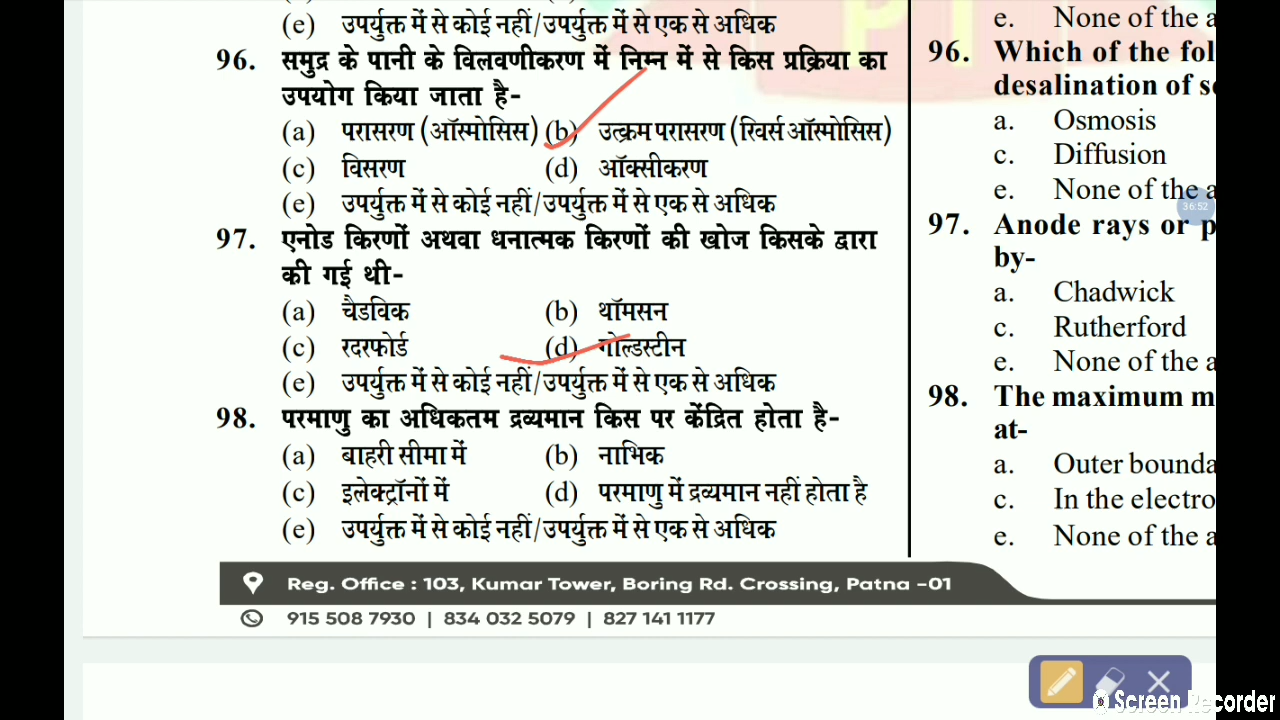 (e) उपर्युक्त में से कोई नहीं/उपर्युक्त में से एक से अधिक
96. समुद्र के पानी के विलवणीकरण में निम्न में से किस प्रक्रिया का
उपयोग किया जाता है-
(a) परासरण (ऑस्मोसिस) (b) उत्क्रम परासरण (रिवर्स ऑस्मोसिस)
(c) विसरण (d) ऑक्सीकरण
(e) उपर्युक्त में से कोई नहीं/उपर्युक्त में से एक से अधिक
97. एनोड किरणों अथवा धनात्मक किरणों की खोज किसके द्वारा
की गई थी-
(a) चैडविक (b) थॉमसन
(c) रदरफोर्ड (d) गोल्डस्टीन
(e) उपर्युक्त में से कोई नहीं/उपर्युक्त में से एक से अधिक
98. परमाणु का अधिकतम द्रव्यमान किस पर केंद्रित होता है-
(a) बाहरी सीमा में (b) नाभिक
(c) इलेक्ट्रॉनों में (d) परमाणु में द्रव्यमान नहीं होता है
(e) उपर्युक्त में से कोई नहीं/उपर्युक्त में से एक से अधिक
e. None of the a
96. Which of the fol
desalination of s
a. Osmosis
c. Diffusion
e. None of the a
36:52
97. Anode rays or p
by-
a. Chadwick
c. Rutherford
e. None of the a
98. The maximum m
at-
a. Outer bounda
c. In the electro
e. None of the a
Reg. Office : 103, Kumar Tower, Boring Rd. Crossing, Patna -01
915 508 7930 | 834 032 5079 | 827 141 1177
Screen Recorder